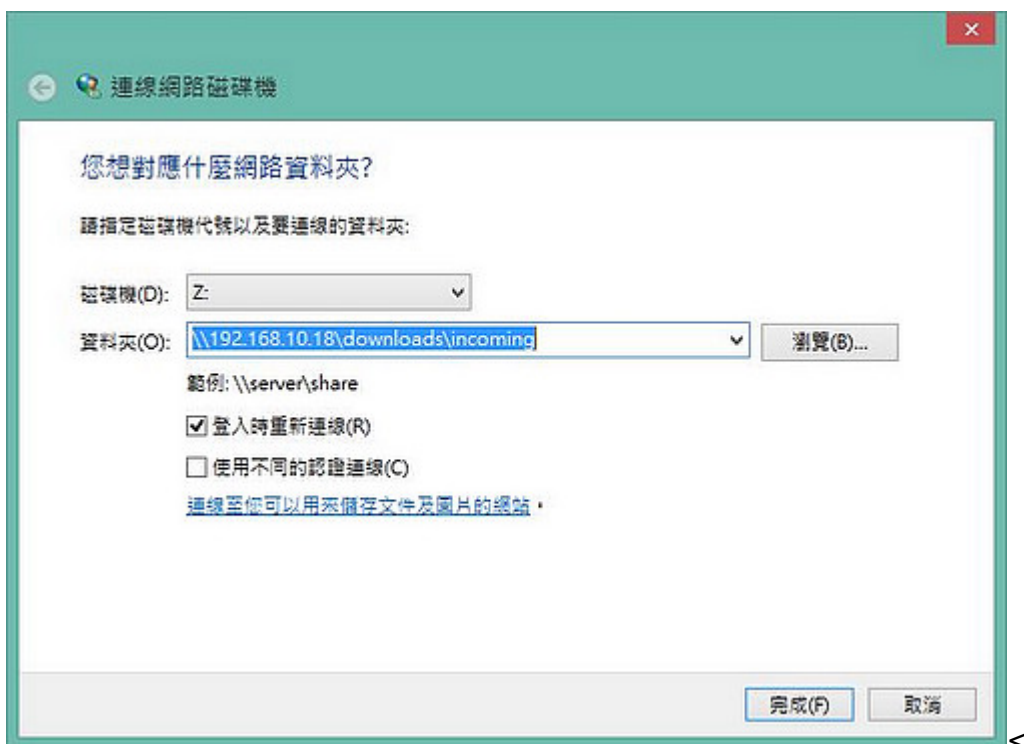 連線網路磁碟機
您想對應什麼網路資料夾?
請指定磁碟機代號以及要連線的資料夾:
磁碟機(D): Z:
資料夾(O): \\192.168.10.18\downloads\incoming 瀏覽(B)...
範例: \\server\share
登入時重新連線(R)
使用不同的認證連線(C)
連線至您可以用來儲存文件及圖片的網站。
完成(F) 取消
<